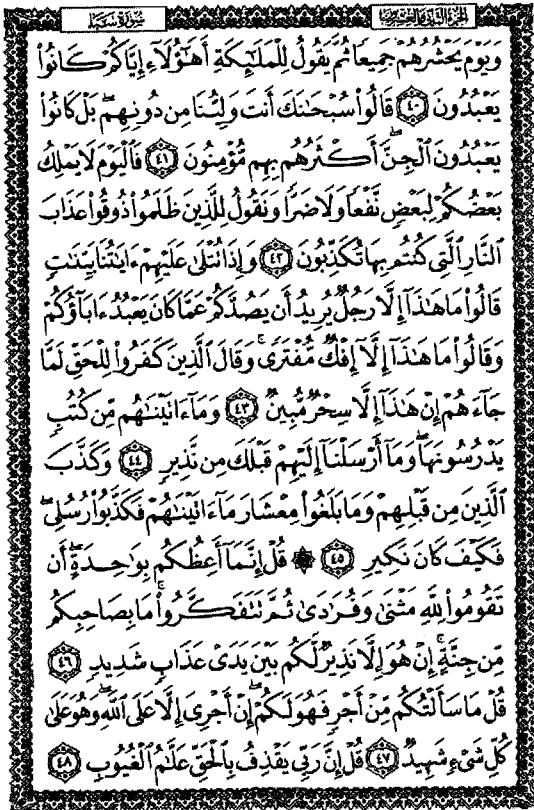 الجزء الثاني والعشرون سورة سبإ
وَيَوْمَ يَحْشُرُهُمْ جَمِيعًا ثُمَّ يَقُولُ لِلْمَلَٰٓئِكَةِ أَهَٰٓؤُلَآءِ إِيَّاكُمْ كَانُوا۟
يَعْبُدُونَ ٤٠ قَالُوا۟ سُبْحَٰنَكَ أَنتَ وَلِيُّنَا مِن دُونِهِم ۖ بَلْ كَانُوا۟
يَعْبُدُونَ ٱلْجِنَّ ۖ أَكْثَرُهُم بِهِم مُّؤْمِنُونَ ٤١ فَٱلْيَوْمَ لَا يَمْلِكُ
بَعْضُكُمْ لِبَعْضٍ نَّفْعًا وَلَا ضَرًّا وَنَقُولُ لِلَّذِينَ ظَلَمُوا۟ ذُوقُوا۟ عَذَابَ
ٱلنَّارِ ٱلَّتِى كُنتُم بِهَا تُكَذِّبُونَ ٤٢ وَإِذَا تُتْلَىٰ عَلَيْهِمْ ءَايَٰتُنَا بَيِّنَٰتٍ
قَالُوا۟ مَا هَٰذَآ إِلَّا رَجُلٌ يُرِيدُ أَن يَصُدَّكُمْ عَمَّا كَانَ يَعْبُدُ ءَابَآؤُكُمْ
وَقَالُوا۟ مَا هَٰذَآ إِلَّآ إِفْكٌ مُّفْتَرًى ۚ وَقَالَ ٱلَّذِينَ كَفَرُوا۟ لِلْحَقِّ لَمَّا
جَآءَهُمْ إِنْ هَٰذَآ إِلَّا سِحْرٌ مُّبِينٌ ٤٣ وَمَآ ءَاتَيْنَٰهُم مِّن كُتُبٍ
يَدْرُسُونَهَا ۖ وَمَآ أَرْسَلْنَآ إِلَيْهِمْ قَبْلَكَ مِن نَّذِيرٍ ٤٤ وَكَذَّبَ
ٱلَّذِينَ مِن قَبْلِهِمْ وَمَا بَلَغُوا۟ مِعْشَارَ مَآ ءَاتَيْنَٰهُمْ فَكَذَّبُوا۟ رُسُلِى ۖ
فَكَيْفَ كَانَ نَكِيرِ ٤٥ ۞ قُلْ إِنَّمَآ أَعِظُكُم بِوَٰحِدَةٍ ۖ أَن
تَقُومُوا۟ لِلَّهِ مَثْنَىٰ وَفُرَٰدَىٰ ثُمَّ تَتَفَكَّرُوا۟ ۚ مَا بِصَاحِبِكُم
مِّن جِنَّةٍ ۚ إِنْ هُوَ إِلَّا نَذِيرٌ لَّكُم بَيْنَ يَدَىْ عَذَابٍ شَدِيدٍ ٤٦
قُلْ مَا سَأَلْتُكُم مِّنْ أَجْرٍ فَهُوَ لَكُمْ ۖ إِنْ أَجْرِىَ إِلَّا عَلَى ٱللَّهِ ۖ وَهُوَ عَلَىٰ
كُلِّ شَىْءٍ شَهِيدٌ ٤٧ قُلْ إِنَّ رَبِّى يَقْذِفُ بِٱلْحَقِّ عَلَّٰمُ ٱلْغُيُوبِ ٤٨